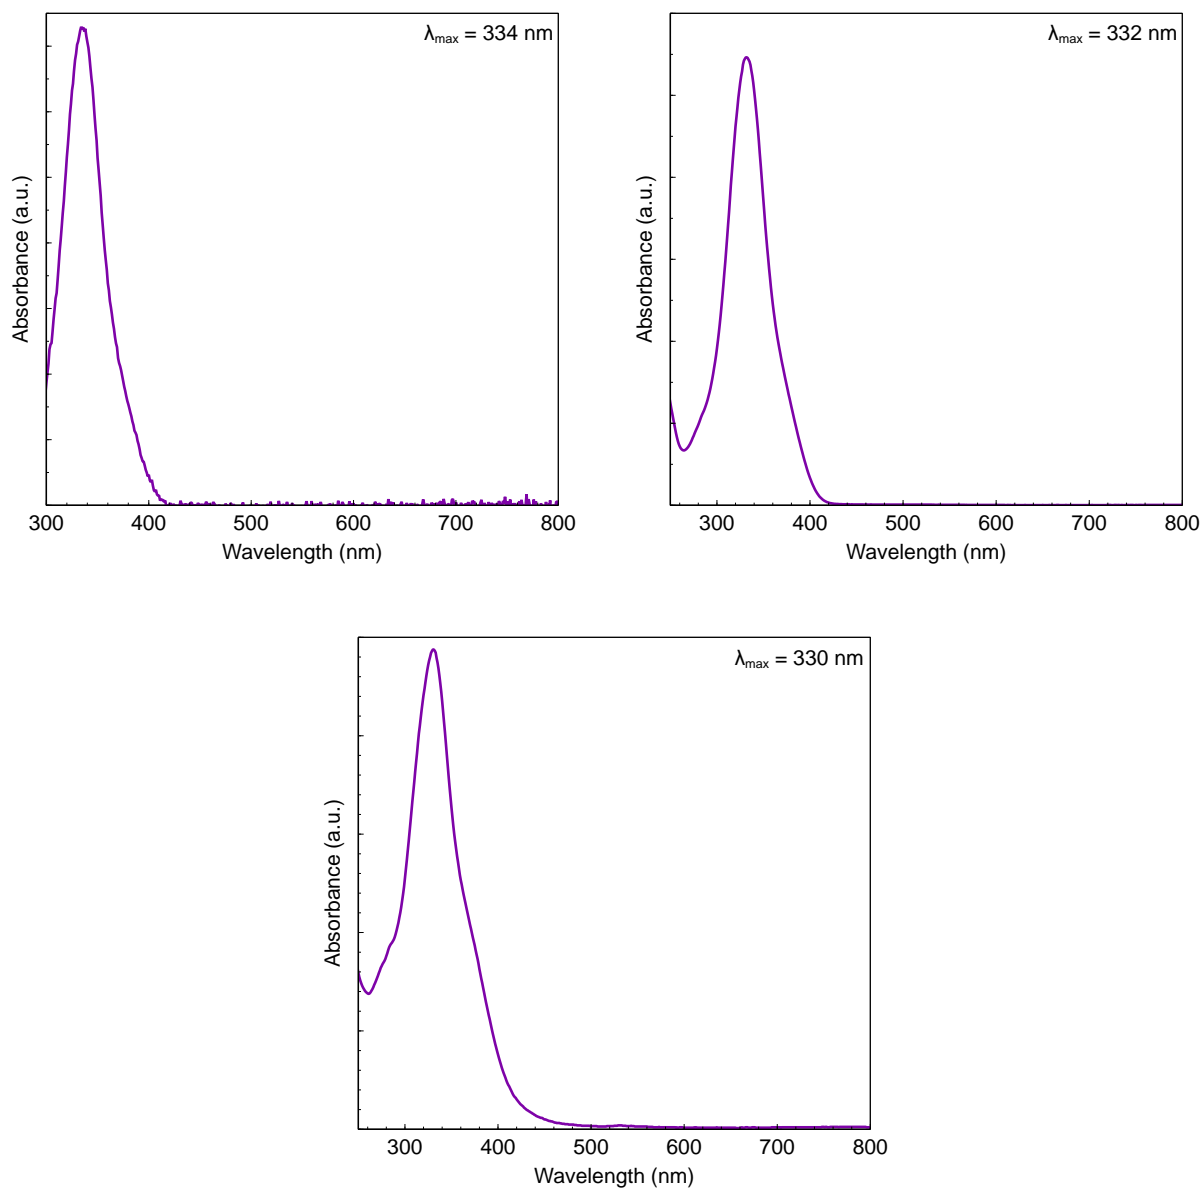 λmax = 334 nm
Absorbance (a.u.)
300 400 500 600 700 800
Wavelength (nm)
λmax = 332 nm
Absorbance (a.u.)
300 400 500 600 700 800
Wavelength (nm)
λmax = 330 nm
Absorbance (a.u.)
300 400 500 600 700 800
Wavelength (nm)